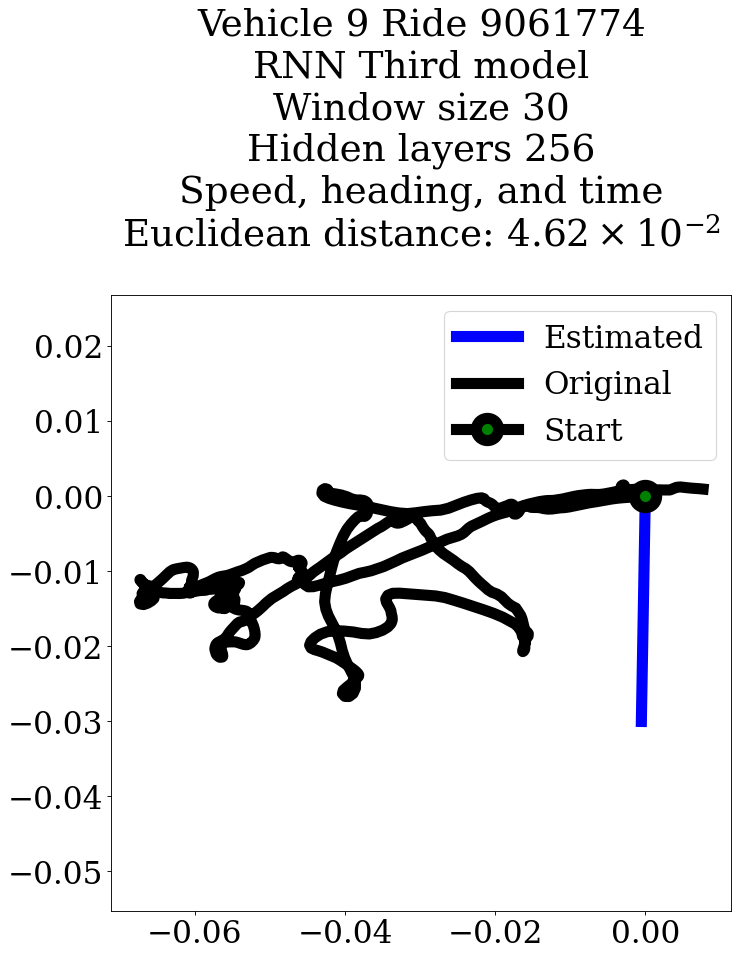 Vehicle 9 Ride 9061774
RNN Third model
Window size 30
Hidden layers 256
Speed, heading, and time
Euclidean distance: 4.62 × 10⁻²
Estimated
Original
Start
0.02
0.01
0.00
−0.01
−0.02
−0.03
−0.04
−0.05
−0.06
−0.04
−0.02
0.00